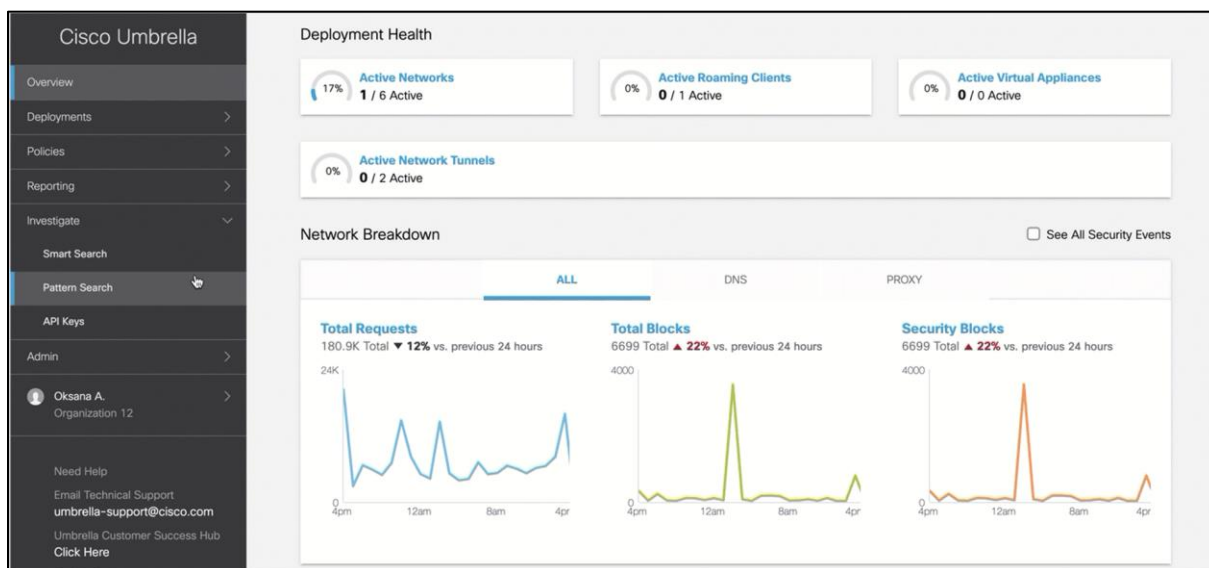 Cisco Umbrella
Overview
Deployments
Policies
Reporting
Investigate
Smart Search
Pattern Search
API Keys
Admin
Oksana A.
Organization 12
Need Help
Email Technical Support
umbrella-support@cisco.com
Umbrella Customer Success Hub
Click Here
Deployment Health
17%
Active Networks
1 / 6 Active
0%
Active Roaming Clients
0 / 1 Active
0%
Active Virtual Appliances
0 / 0 Active
0%
Active Network Tunnels
0 / 2 Active
Network Breakdown
See All Security Events
ALL DNS PROXY
Total Requests
180.9K Total ▼ 12% vs. previous 24 hours
24K
0
4pm 12am 8am 4pr
Total Blocks
6699 Total ▲ 22% vs. previous 24 hours
4000
0
4pm 12am 8am 4pr
Security Blocks
6699 Total ▲ 22% vs. previous 24 hours
4000
0
4pm 12am 8am 4pr